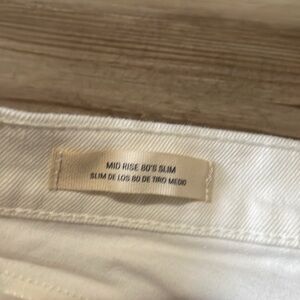 MID RISE 80'S SLIM
SLIM DE LOS 80 DE TIRO MEDIO